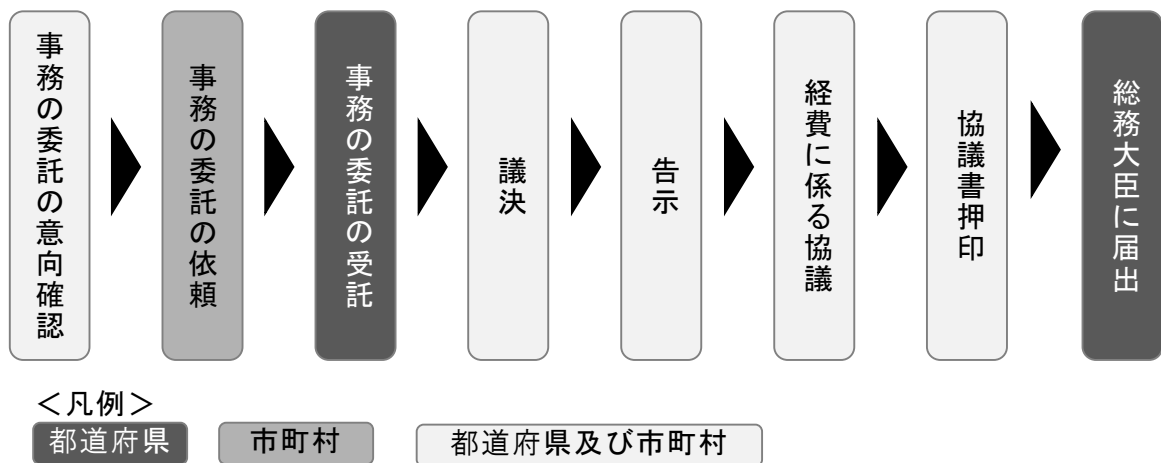 事務の委託の意向確認
事務の委託の依頼
事務の委託の受託
議決
告示
経費に係る協議
協議書押印
総務大臣に届出
＜凡例＞
都道府県
市町村
都道府県及び市町村